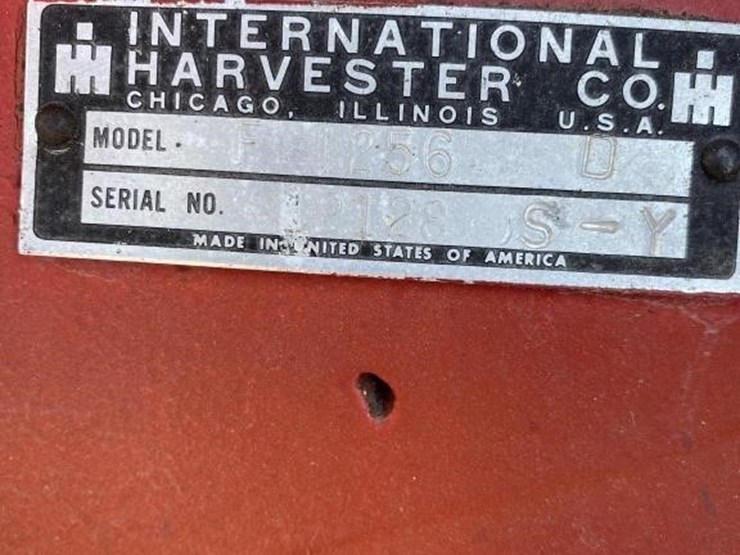 INTERNATIONAL
HARVESTER CO.
CHICAGO, ILLINOIS U.S.A.
MODEL. F 1256 D
SERIAL NO. S-Y
MADE IN UNITED STATES OF AMERICA